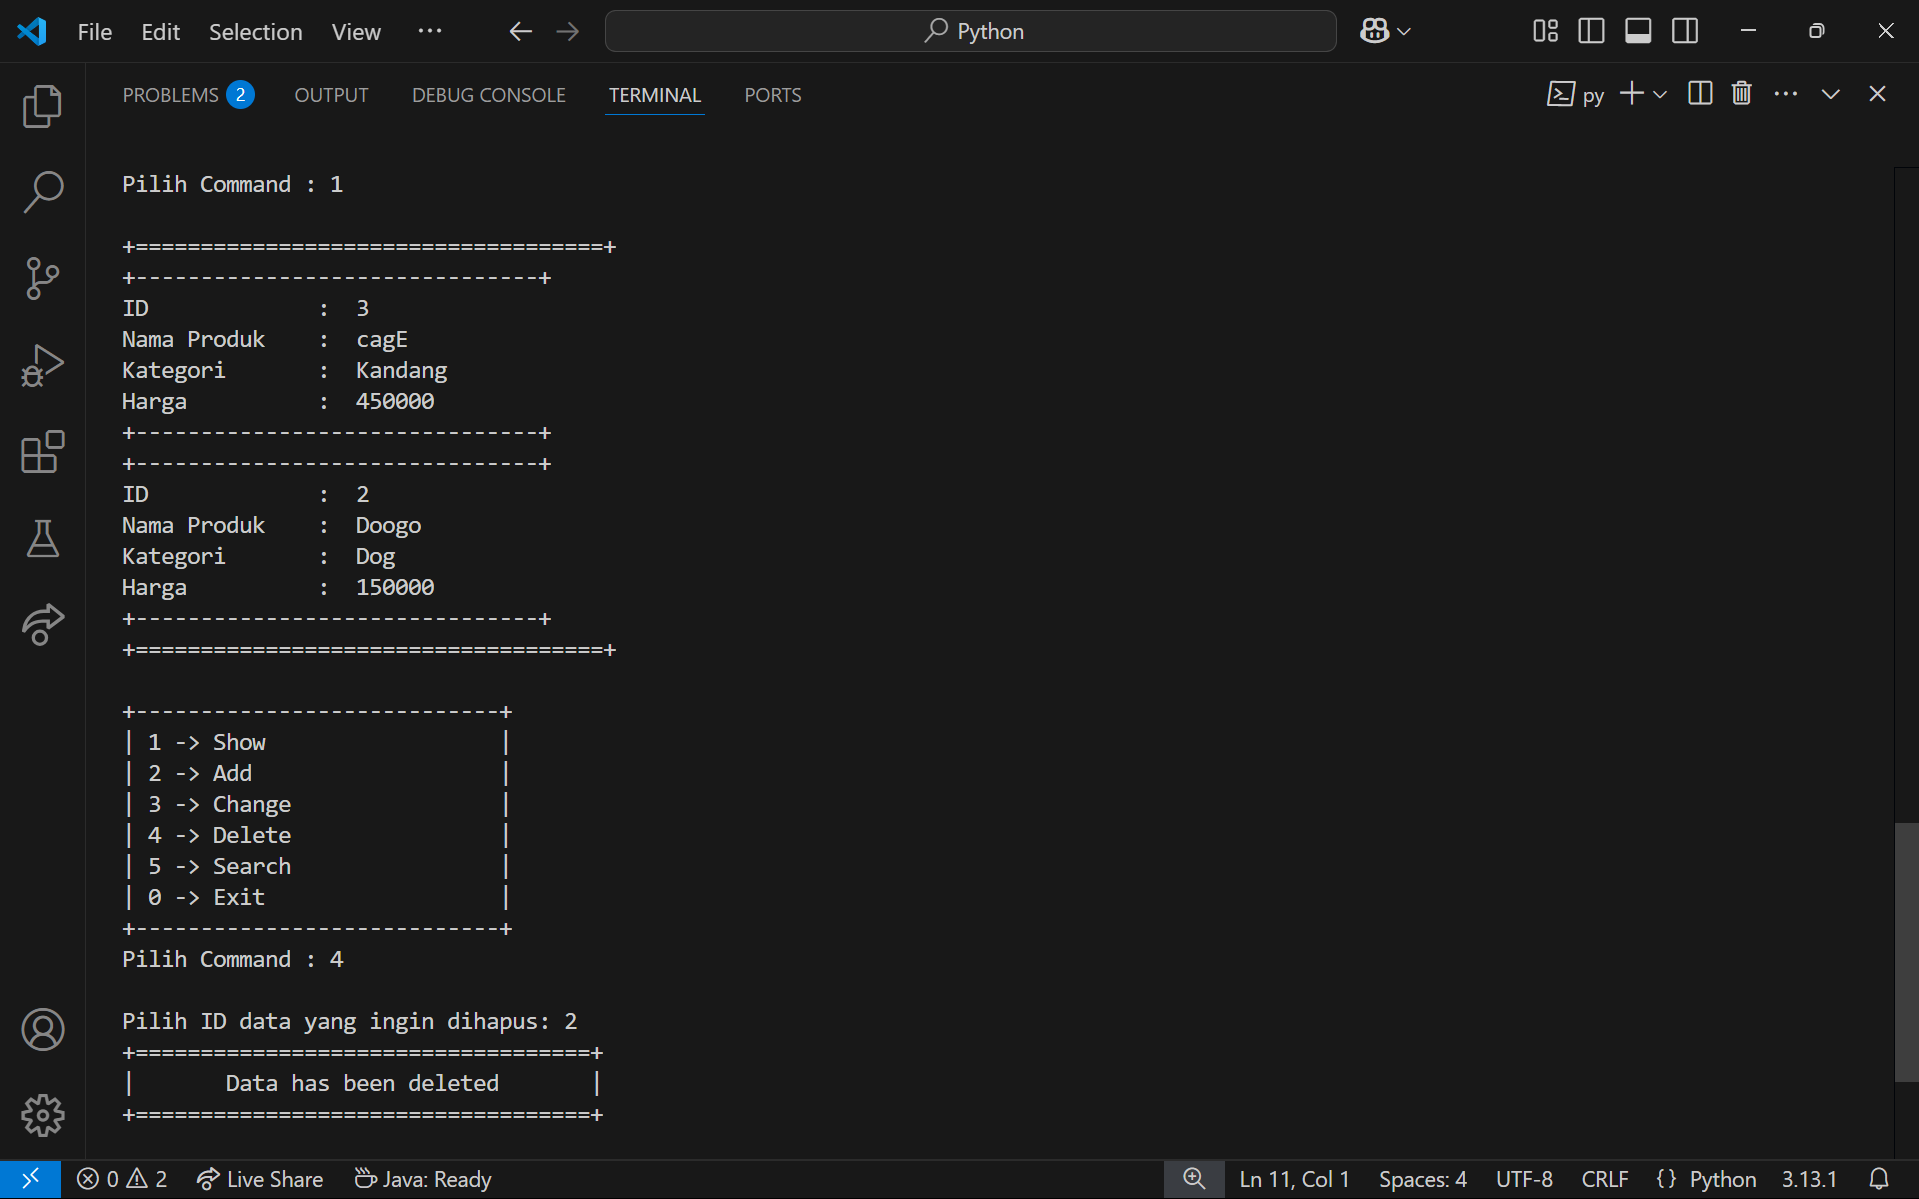 File Edit Selection View ··· Python
PROBLEMS 2 OUTPUT DEBUG CONSOLE TERMINAL PORTS py
Pilih Command : 1
+====================================+
+-------------------------------+
ID             :  3
Nama Produk    :  cagE
Kategori       :  Kandang
Harga          :  450000
+-------------------------------+
+-------------------------------+
ID             :  2
Nama Produk    :  Doogo
Kategori       :  Dog
Harga          :  150000
+-------------------------------+
+====================================+
+----------------------------+
| 1 -> Show                  |
| 2 -> Add                   |
| 3 -> Change                |
| 4 -> Delete                |
| 5 -> Search                |
| 0 -> Exit                  |
+----------------------------+
Pilih Command : 4
Pilih ID data yang ingin dihapus: 2
+===================================+
|       Data has been deleted       |
+===================================+
0 2 Live Share Java: Ready Ln 11, Col 1 Spaces: 4 UTF-8 CRLF {} Python 3.13.1